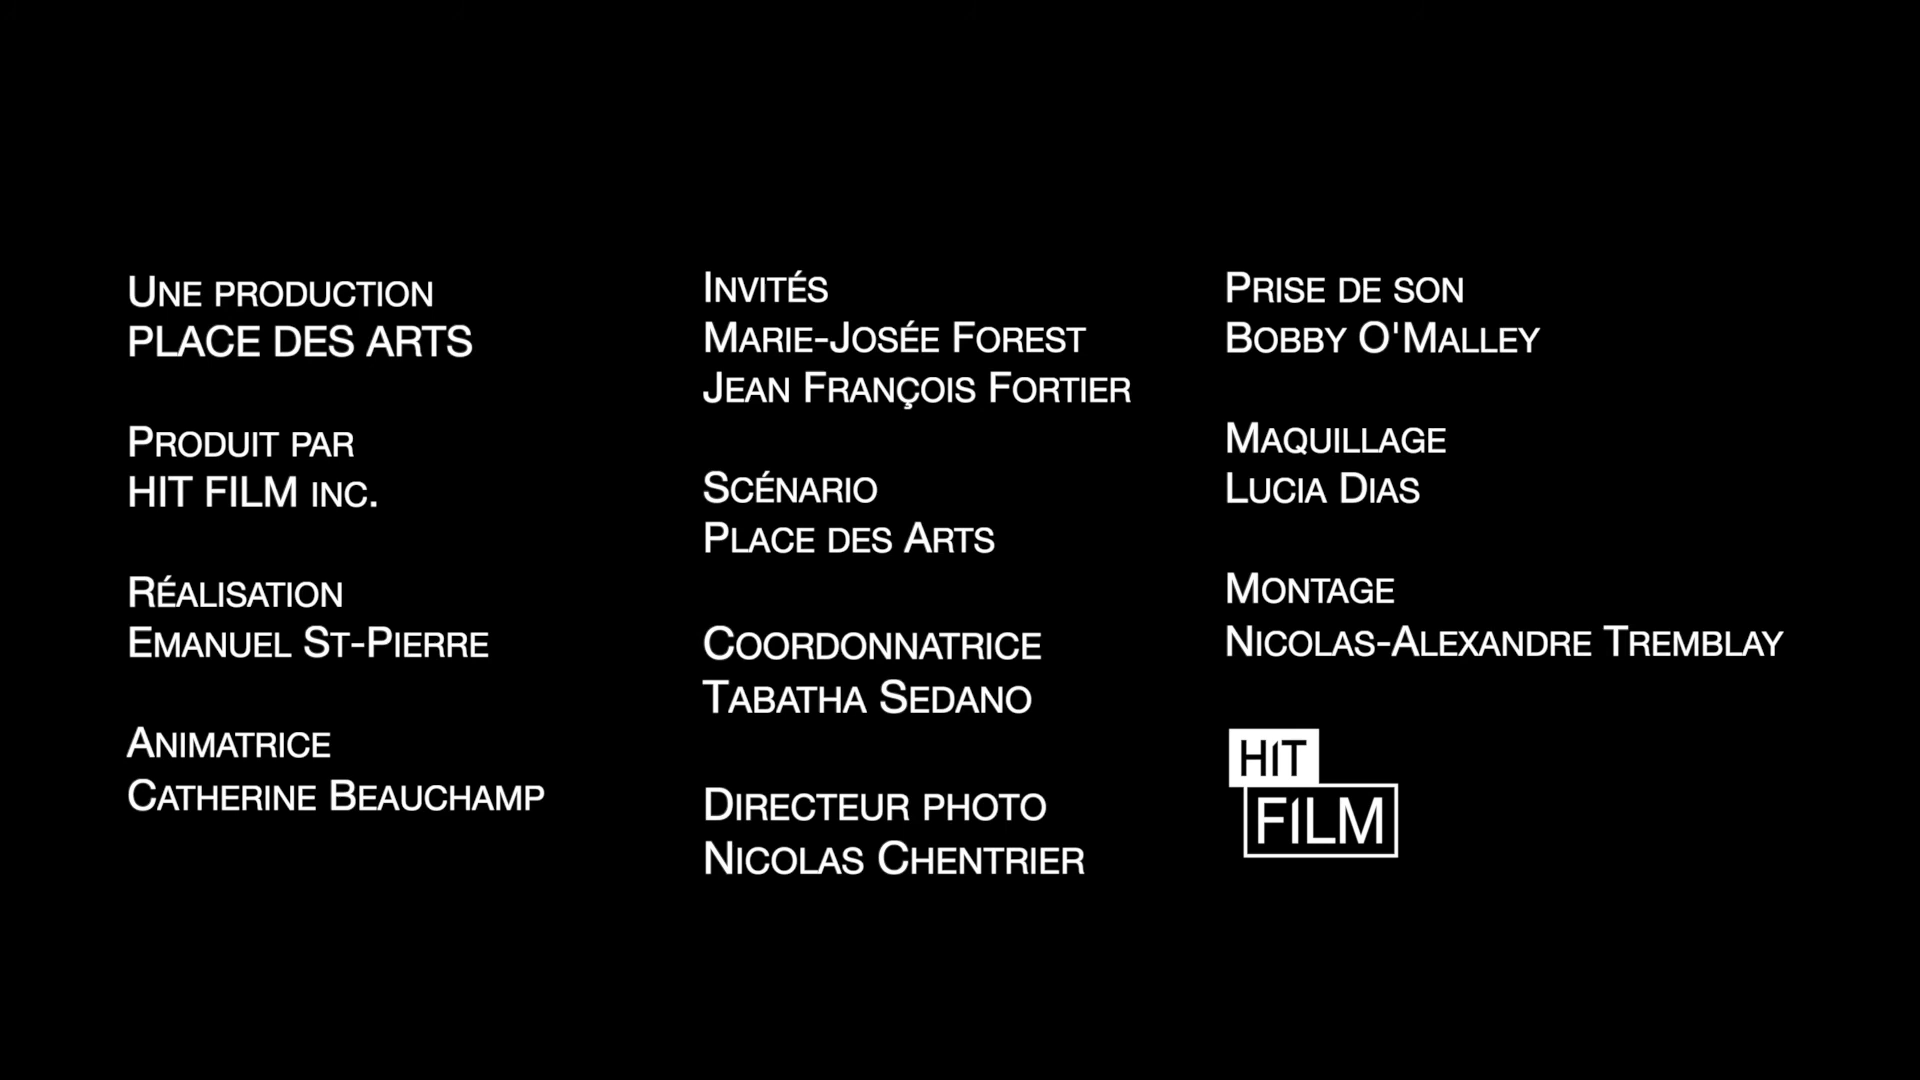 Une production
PLACE DES ARTS
Produit par
HIT FILM inc.
Réalisation
Emanuel St-Pierre
Animatrice
Catherine Beauchamp
Invités
Marie-Josée Forest
Jean François Fortier
Scénario
Place des Arts
Coordonnatrice
Tabatha Sedano
Directeur photo
Nicolas Chentrier
Prise de son
Bobby O'Malley
Maquillage
Lucia Dias
Montage
Nicolas-Alexandre Tremblay
HIT
FILM